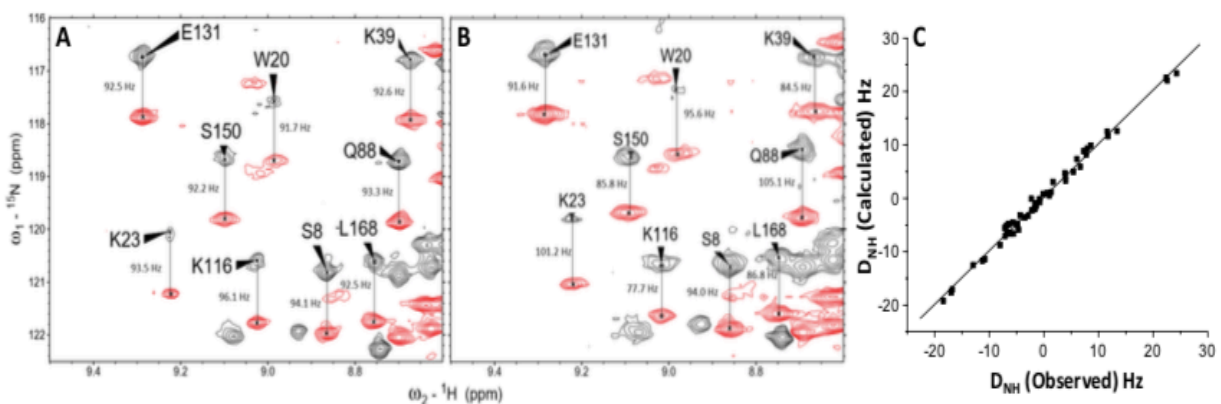 A
E131
92.5 Hz
W20
91.7 Hz
K39
92.6 Hz
S150
92.2 Hz
Q88
93.3 Hz
K23
93.5 Hz
K116
96.1 Hz
S8
94.1 Hz
-L168
92.5 Hz
B
E131
91.6 Hz
W20
95.6 Hz
K39
84.5 Hz
S150
85.8 Hz
Q88
105.1 Hz
K23
101.2 Hz
K116
77.7 Hz
S8
94.0 Hz
L168
86.8 Hz
116
117
118
119
120
121
122
ω1 - 15N (ppm)
9.4 9.2 9.0 8.8 9.4 9.2 9.0 8.8
ω2 - 1H (ppm)
C
30
20
10
0
-10
-20
DNH (Calculated) Hz
-20 -10 0 10 20 30
DNH (Observed) Hz